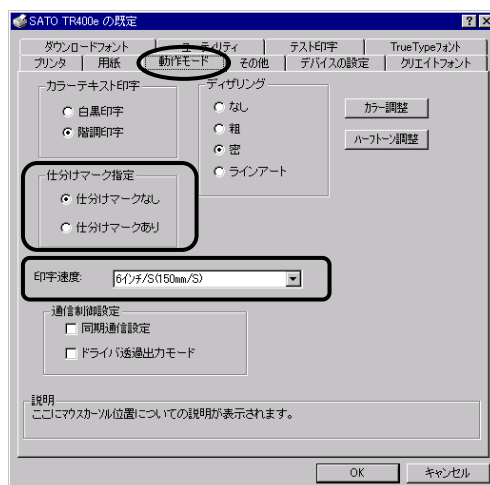 SATO TR400e の既定
ダウンロードフォント ユーティリティ テスト印字 TrueTypeフォント
プリンタ 用紙 動作モード その他 デバイスの設定 クリエイトフォント
カラーテキスト印字
白黒印字
階調印字
ディザリング
なし
粗
密
ラインアート
カラー調整
ハーフトーン調整
仕分けマーク指定
仕分けマークなし
仕分けマークあり
印字速度: 6インチ/S(150mm/S)
通信制御設定
同期通信設定
ドライバ透過出力モード
説明
ここにマウスカーソル位置についての説明が表示されます。
OK キャンセル